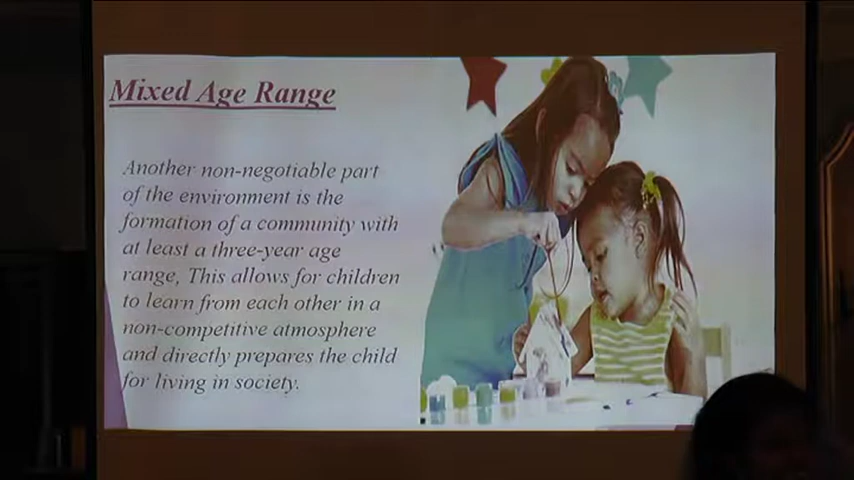 Mixed Age Range
Another non-negotiable part
of the environment is the
formation of a community with
at least a three-year age
range, This allows for children
to learn from each other in a
non-competitive atmosphere
and directly prepares the child
for living in society.